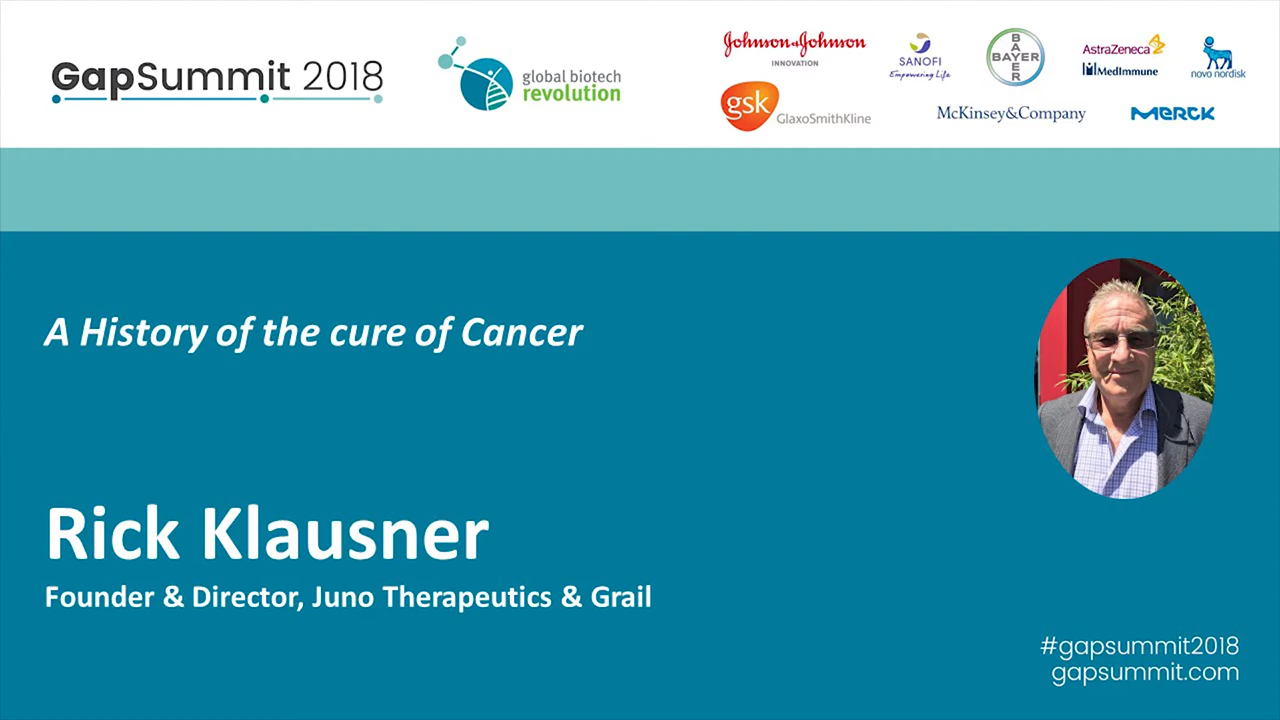 GapSummit 2018
global biotech
revolution
Johnson & Johnson
INNOVATION
SANOFI
Empowering Life
BAYER
BAYER
AstraZeneca
MedImmune
novo nordisk
gsk
GlaxoSmithKline
McKinsey&Company
MERCK
A History of the cure of Cancer
Rick Klausner
Founder & Director, Juno Therapeutics & Grail
#gapsummit2018
gapsummit.com